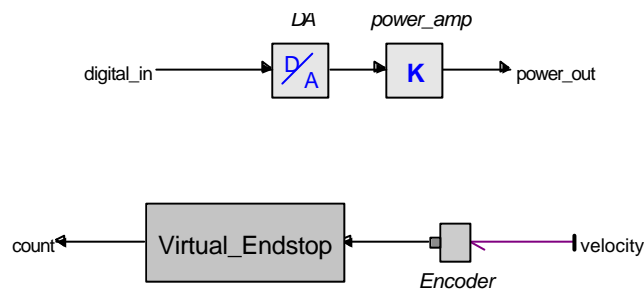 DA
power_amp
digital_in
D/A
K
power_out
count
Virtual_Endstop
velocity
Encoder